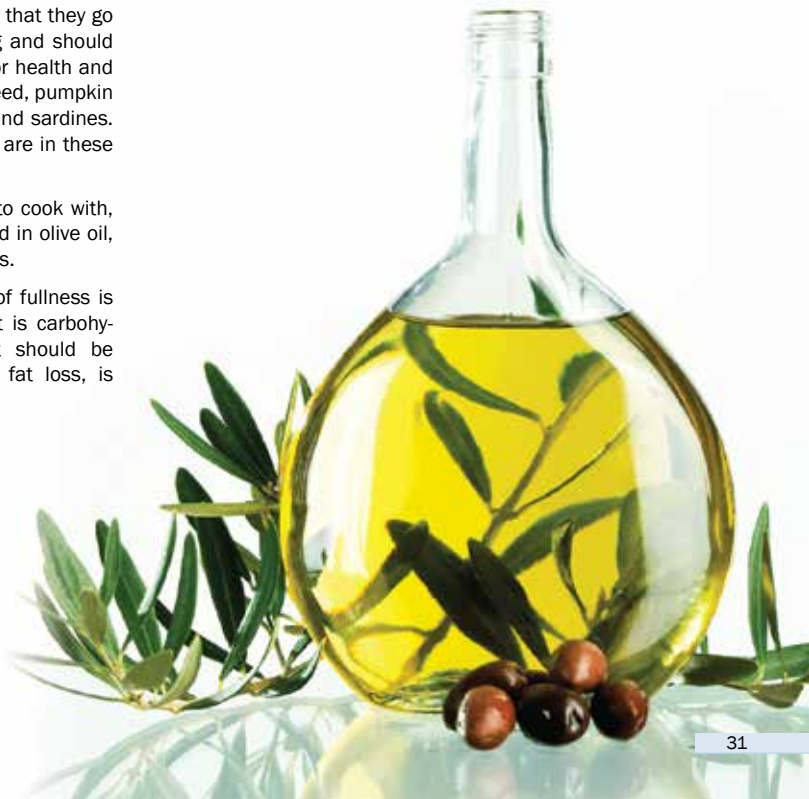 that they go
and should
r health and
eed, pumpkin
nd sardines.
are in these
to cook with,
d in olive oil,
s.
of fullness is
t is carbohy-
should be
fat loss, is
31